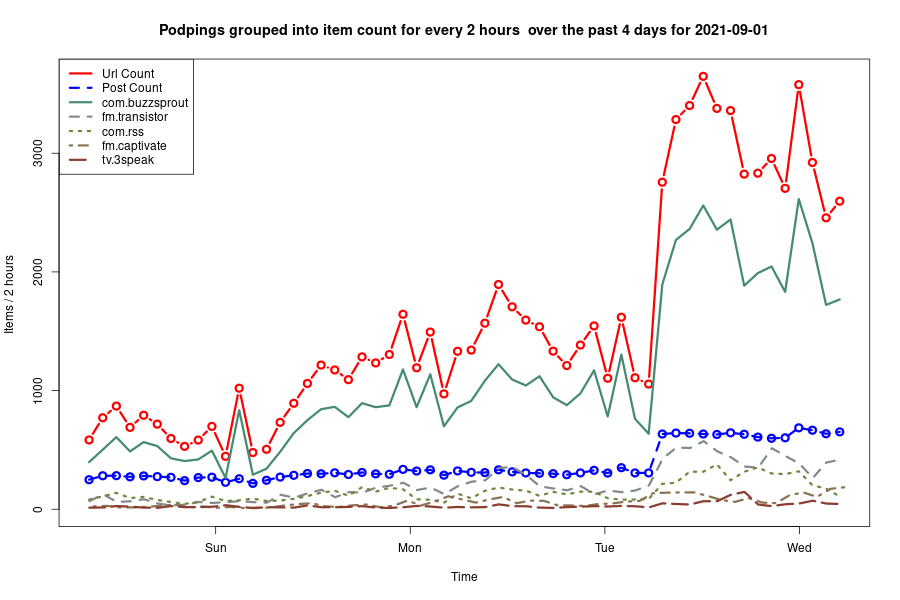 Podpings grouped into item count for every 2 hours  over the past 4 days for 2021-09-01
Url Count
Post Count
com.buzzsprout
fm.transistor
com.rss
fm.captivate
tv.3speak
3000
2000
1000
0
Items / 2 hours
Sun
Mon
Tue
Wed
Time